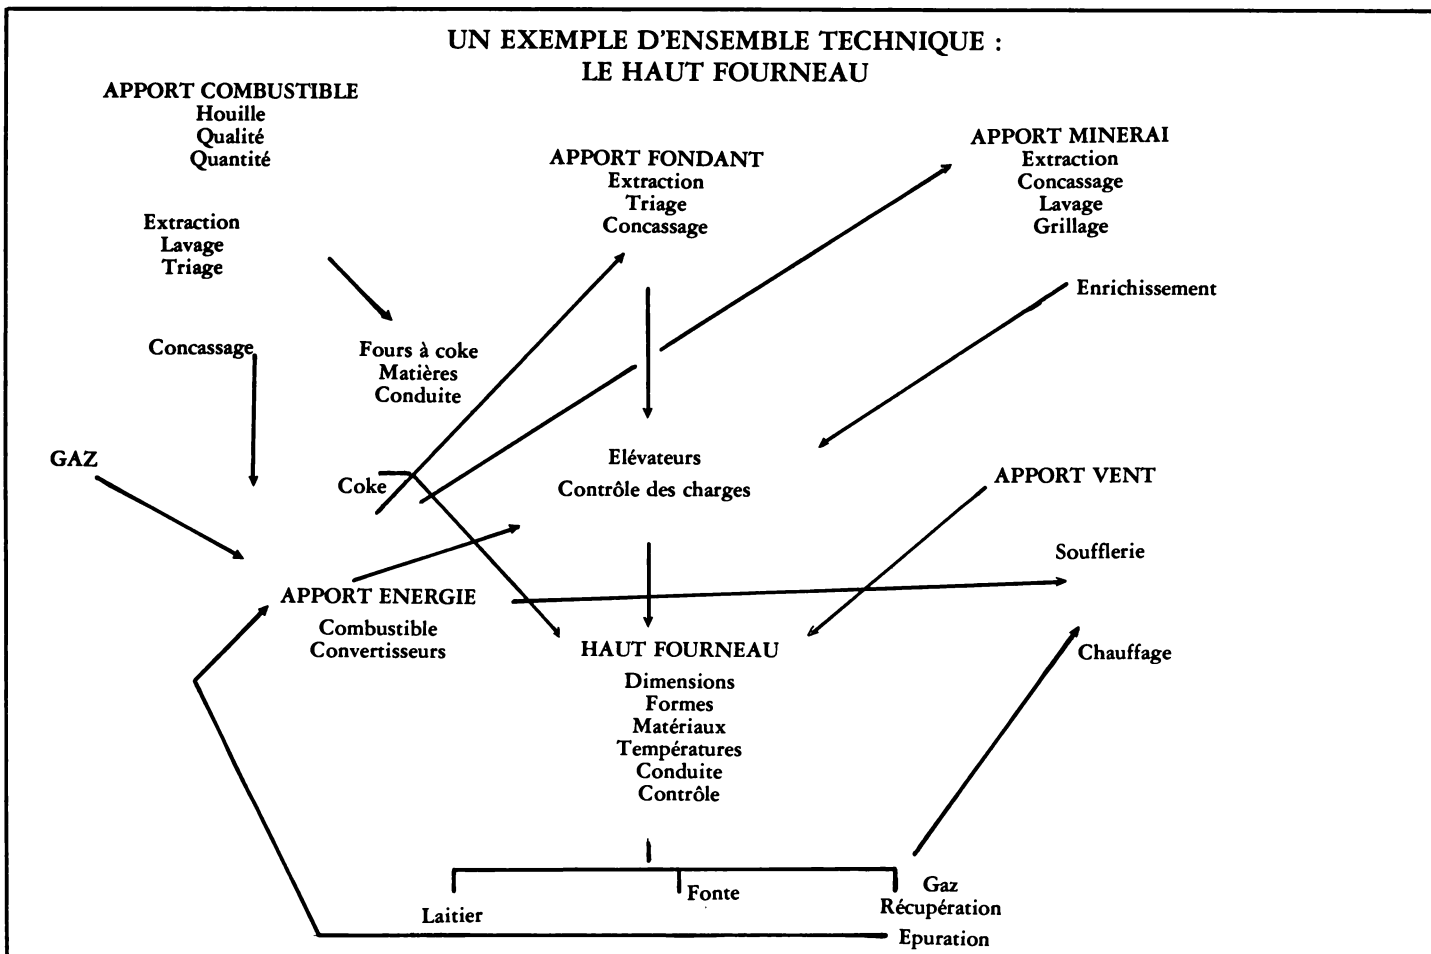 UN EXEMPLE D'ENSEMBLE TECHNIQUE :
LE HAUT FOURNEAU
APPORT COMBUSTIBLE
Houille
Qualité
Quantité
Extraction
Lavage
Triage
Concassage
Fours à coke
Matières
Conduite
APPORT FONDANT
Extraction
Triage
Concassage
APPORT MINERAI
Extraction
Concassage
Lavage
Grillage
Enrichissement
GAZ
Coke
Elévateurs
Contrôle des charges
APPORT VENT
Soufflerie
Chauffage
APPORT ENERGIE
Combustible
Convertisseurs
HAUT FOURNEAU
Dimensions
Formes
Matériaux
Températures
Conduite
Contrôle
Laitier
Fonte
Gaz
Récupération
Epuration